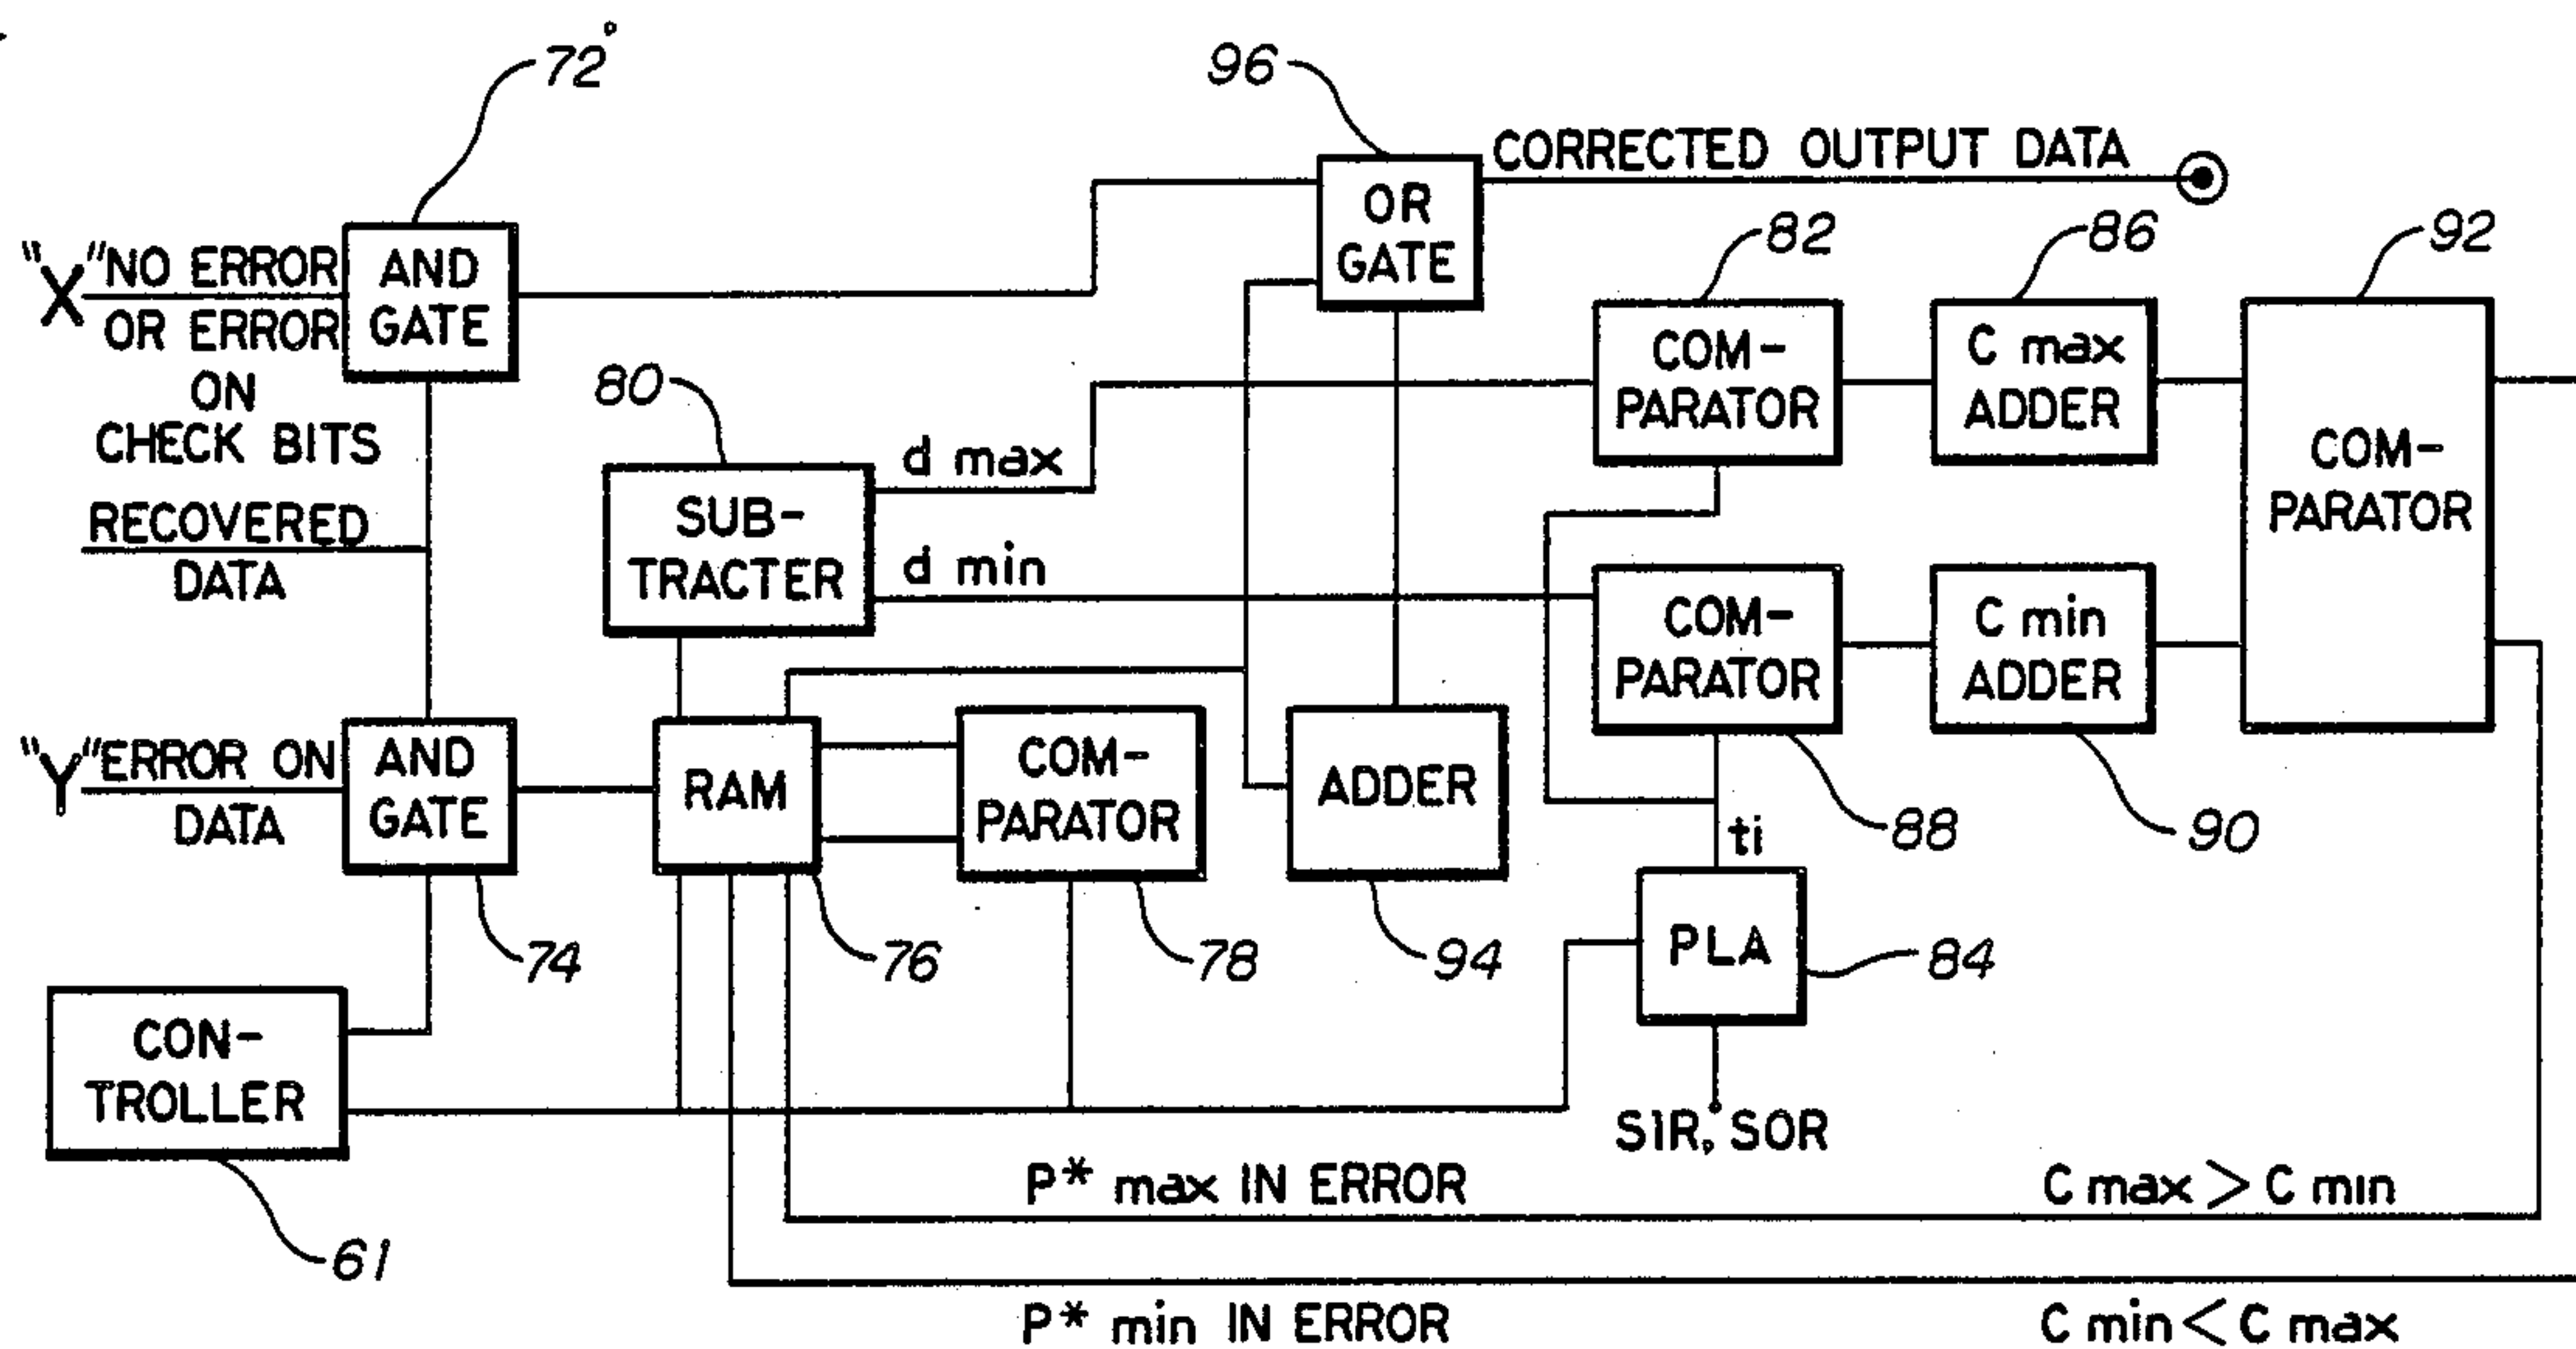 72
96
CORRECTED OUTPUT DATA
OR
GATE
82
86
92
"X" NO ERROR
OR ERROR
ON
CHECK BITS
AND
GATE
COM-
PARATOR
C max
ADDER
COM-
PARATOR
80
d max
SUB-
TRACTER
d min
RECOVERED
DATA
COM-
PARATOR
C min
ADDER
"Y" ERROR ON
DATA
AND
GATE
RAM
COM-
PARATOR
ADDER
ti
88
90
74
76
78
94
PLA
84
CON-
TROLLER
61
SIR, SOR
P* max IN ERROR
C max > C min
P* min IN ERROR
C min < C max